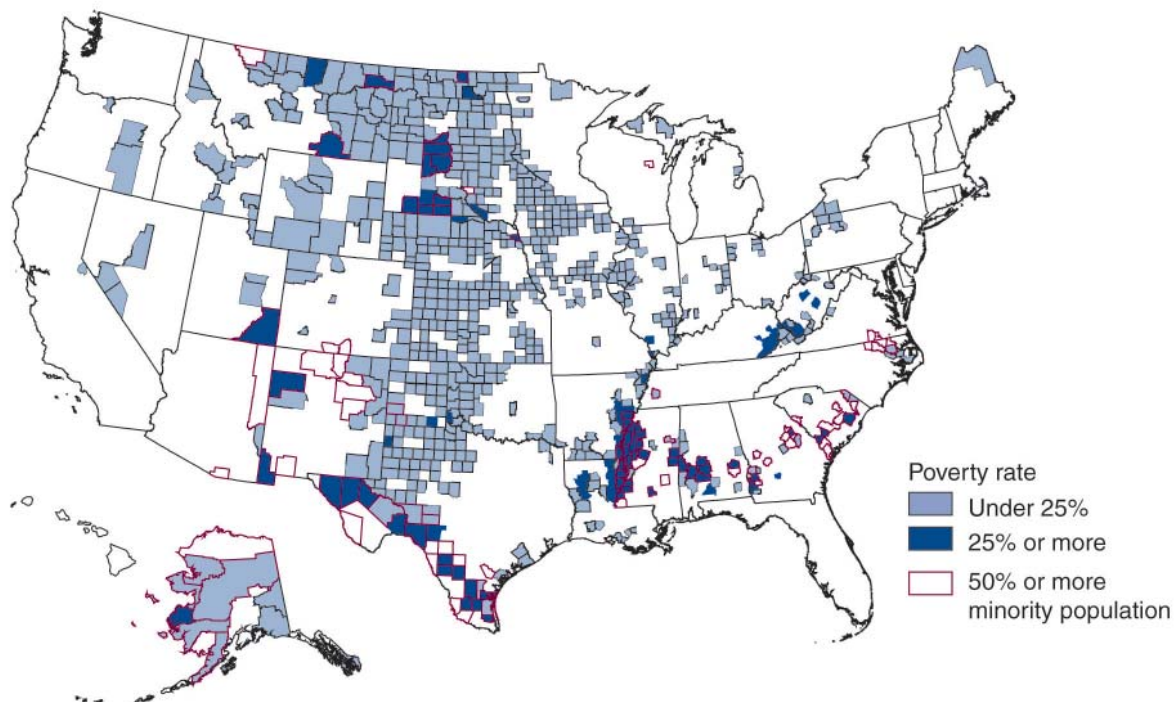 Poverty rate
Under 25%
25% or more
50% or more
minority population